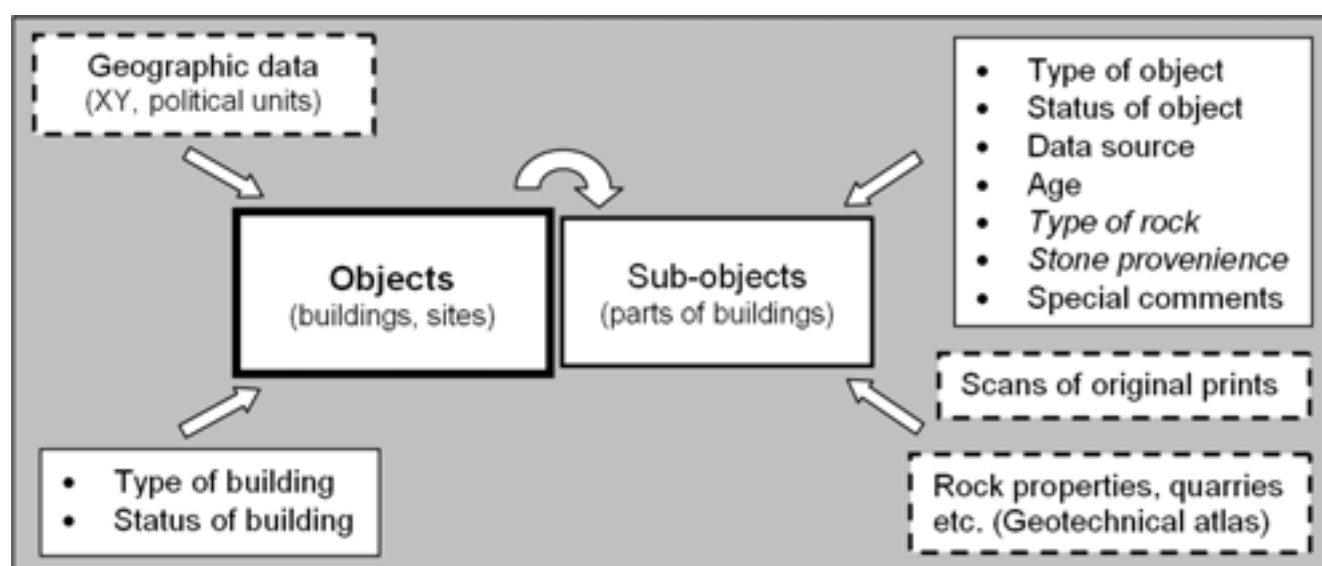 Geographic data
(XY, political units)
Objects
(buildings, sites)
Sub-objects
(parts of buildings)
• Type of building
• Status of building
• Type of object
• Status of object
• Data source
• Age
• Type of rock
• Stone provenience
• Special comments
Scans of original prints
Rock properties, quarries
etc. (Geotechnical atlas)